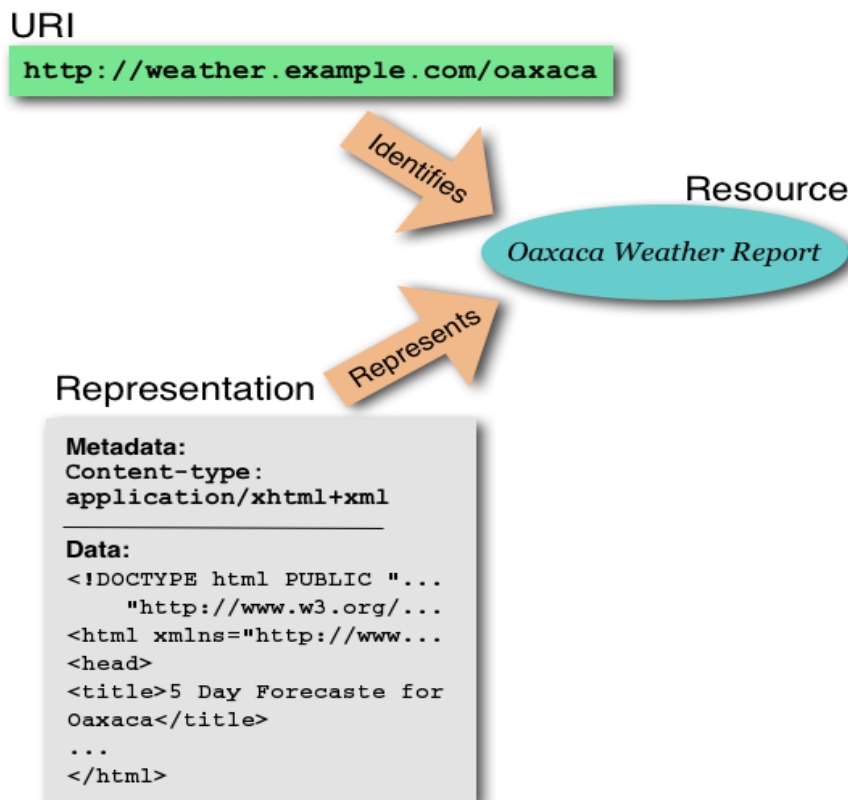 URI
http://weather.example.com/oaxaca
Identifies
Resource
Oaxaca Weather Report
Represents
Representation
Metadata:
Content-type:
application/xhtml+xml
Data:
<!DOCTYPE html PUBLIC "...
"http://www.w3.org/...
<html xmlns="http://www...
<head>
<title>5 Day Forecaste for
Oaxaca</title>
...
</html>